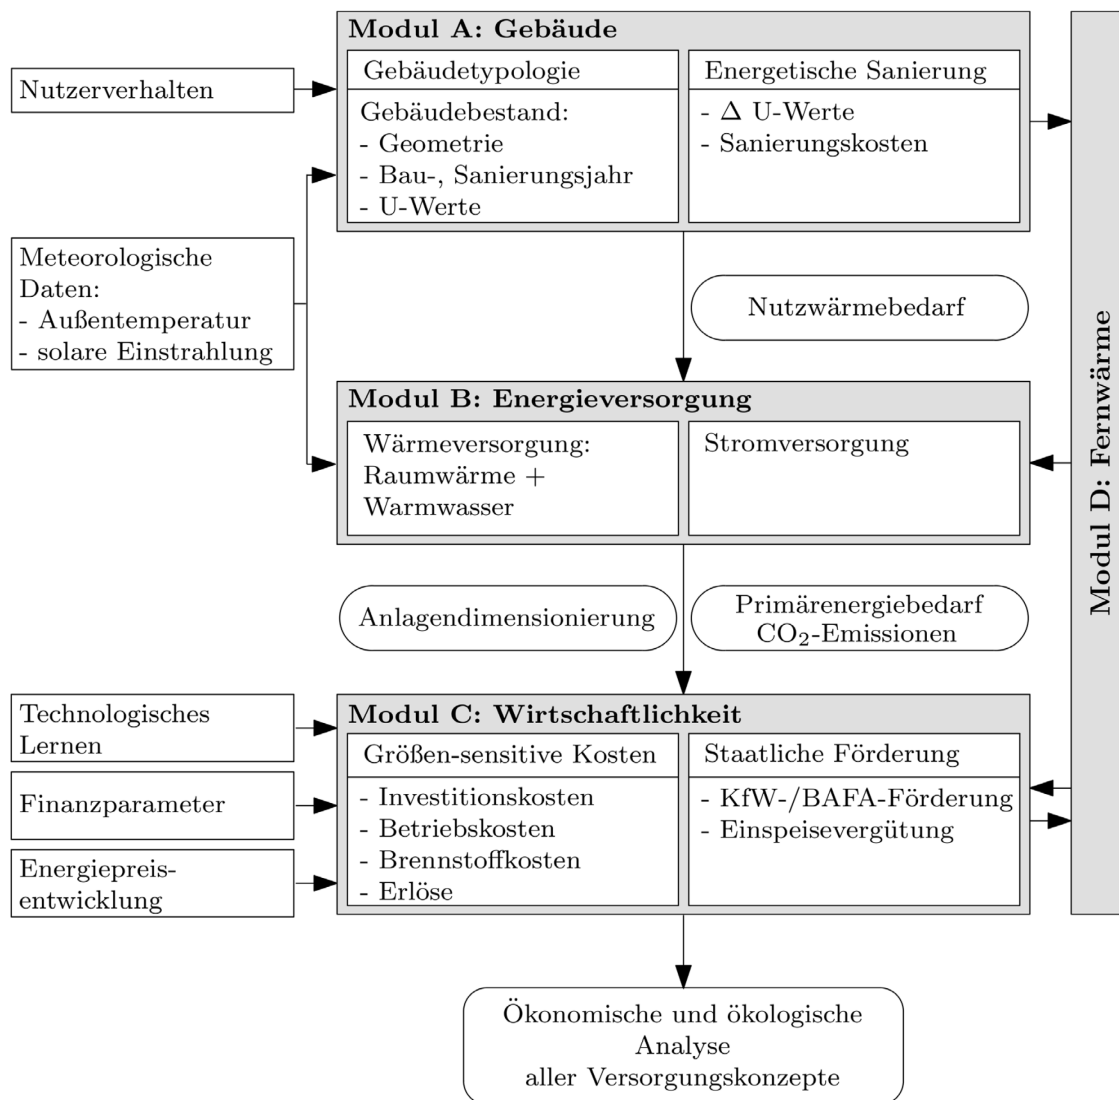 Modul A: Gebäude
Gebäudetypologie
Gebäudebestand:
- Geometrie
- Bau-, Sanierungsjahr
- U-Werte
Energetische Sanierung
- Δ U-Werte
- Sanierungskosten
Nutzerverhalten
Meteorologische
Daten:
- Außentemperatur
- solare Einstrahlung
Nutzwärmebedarf
Modul B: Energieversorgung
Wärmeversorgung:
Raumwärme +
Warmwasser
Stromversorgung
Anlagendimensionierung
Primärenergiebedarf
CO₂-Emissionen
Technologisches
Lernen
Finanzparameter
Energiepreis-
entwicklung
Modul C: Wirtschaftlichkeit
Größen-sensitive Kosten
- Investitionskosten
- Betriebskosten
- Brennstoffkosten
- Erlöse
Staatliche Förderung
- KfW-/BAFA-Förderung
- Einspeisevergütung
Modul D: Fernwärme
Ökonomische und ökologische
Analyse
aller Versorgungskonzepte